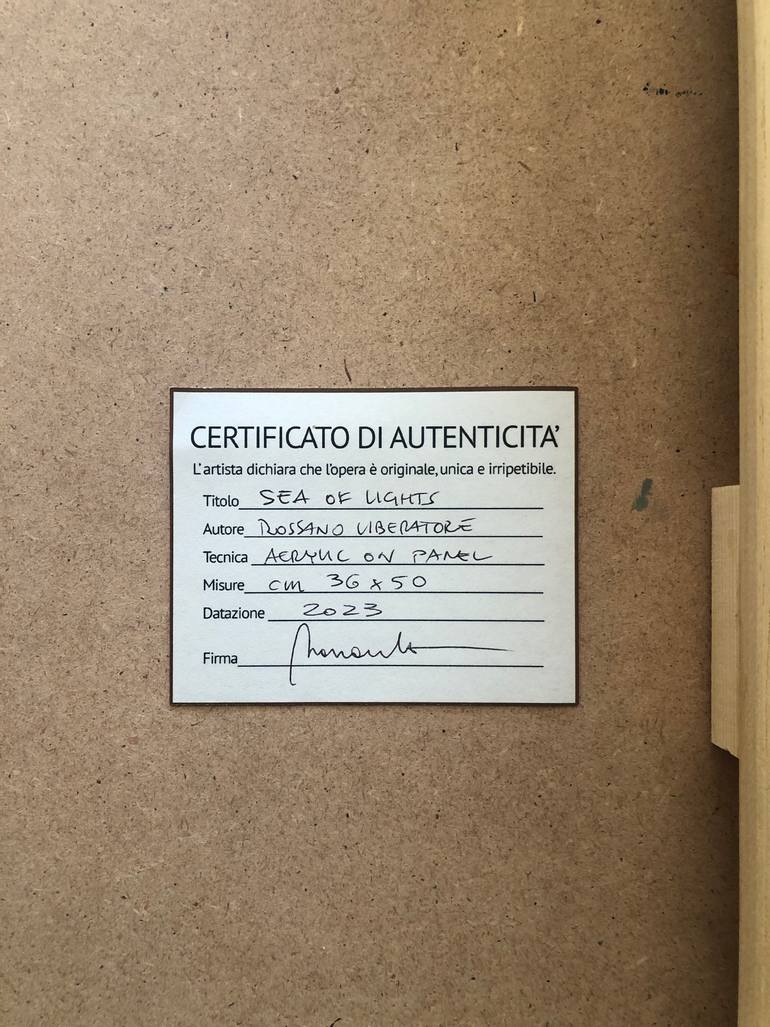 CERTIFICATO DI AUTENTICITA'
L'artista dichiara che l'opera è originale, unica e irripetibile.
Titolo SEA OF LIGHTS
Autore ROSSANO LIBERATORE
Tecnica ACRYLIC ON PANEL
Misure cm 36 x 50
Datazione 2023
Firma